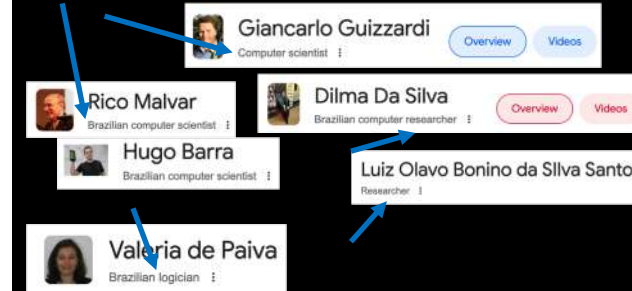 Giancarlo Guizzardi
Computer scientist
Overview
Videos
Rico Malvar
Brazilian computer scientist
Dilma Da Silva
Brazilian computer researcher
Overview
Videos
Hugo Barra
Brazilian computer scientist
Luiz Olavo Bonino da SIlva Santo
Researcher
Valeria de Paiva
Brazilian logician